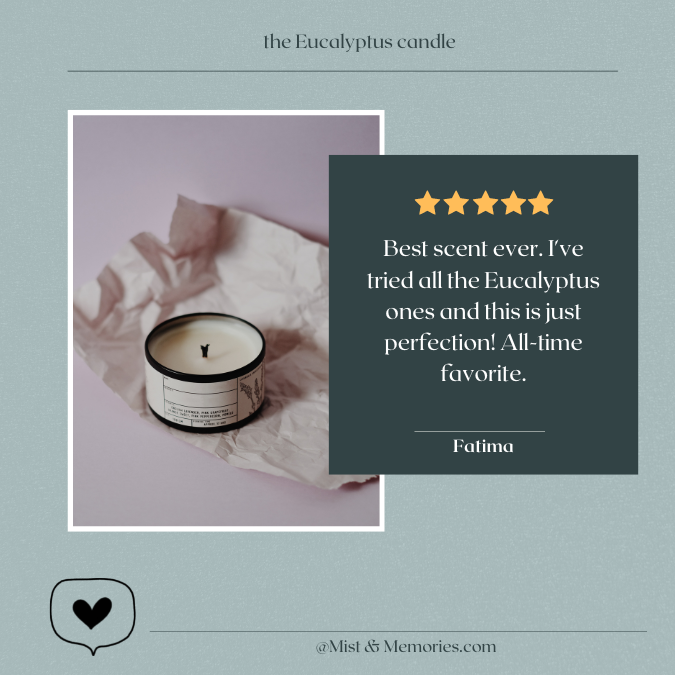 the Eucalyptus candle
Best scent ever. I've
tried all the Eucalyptus
ones and this is just
perfection! All-time
favorite.
Fatima
@Mist & Memories.com